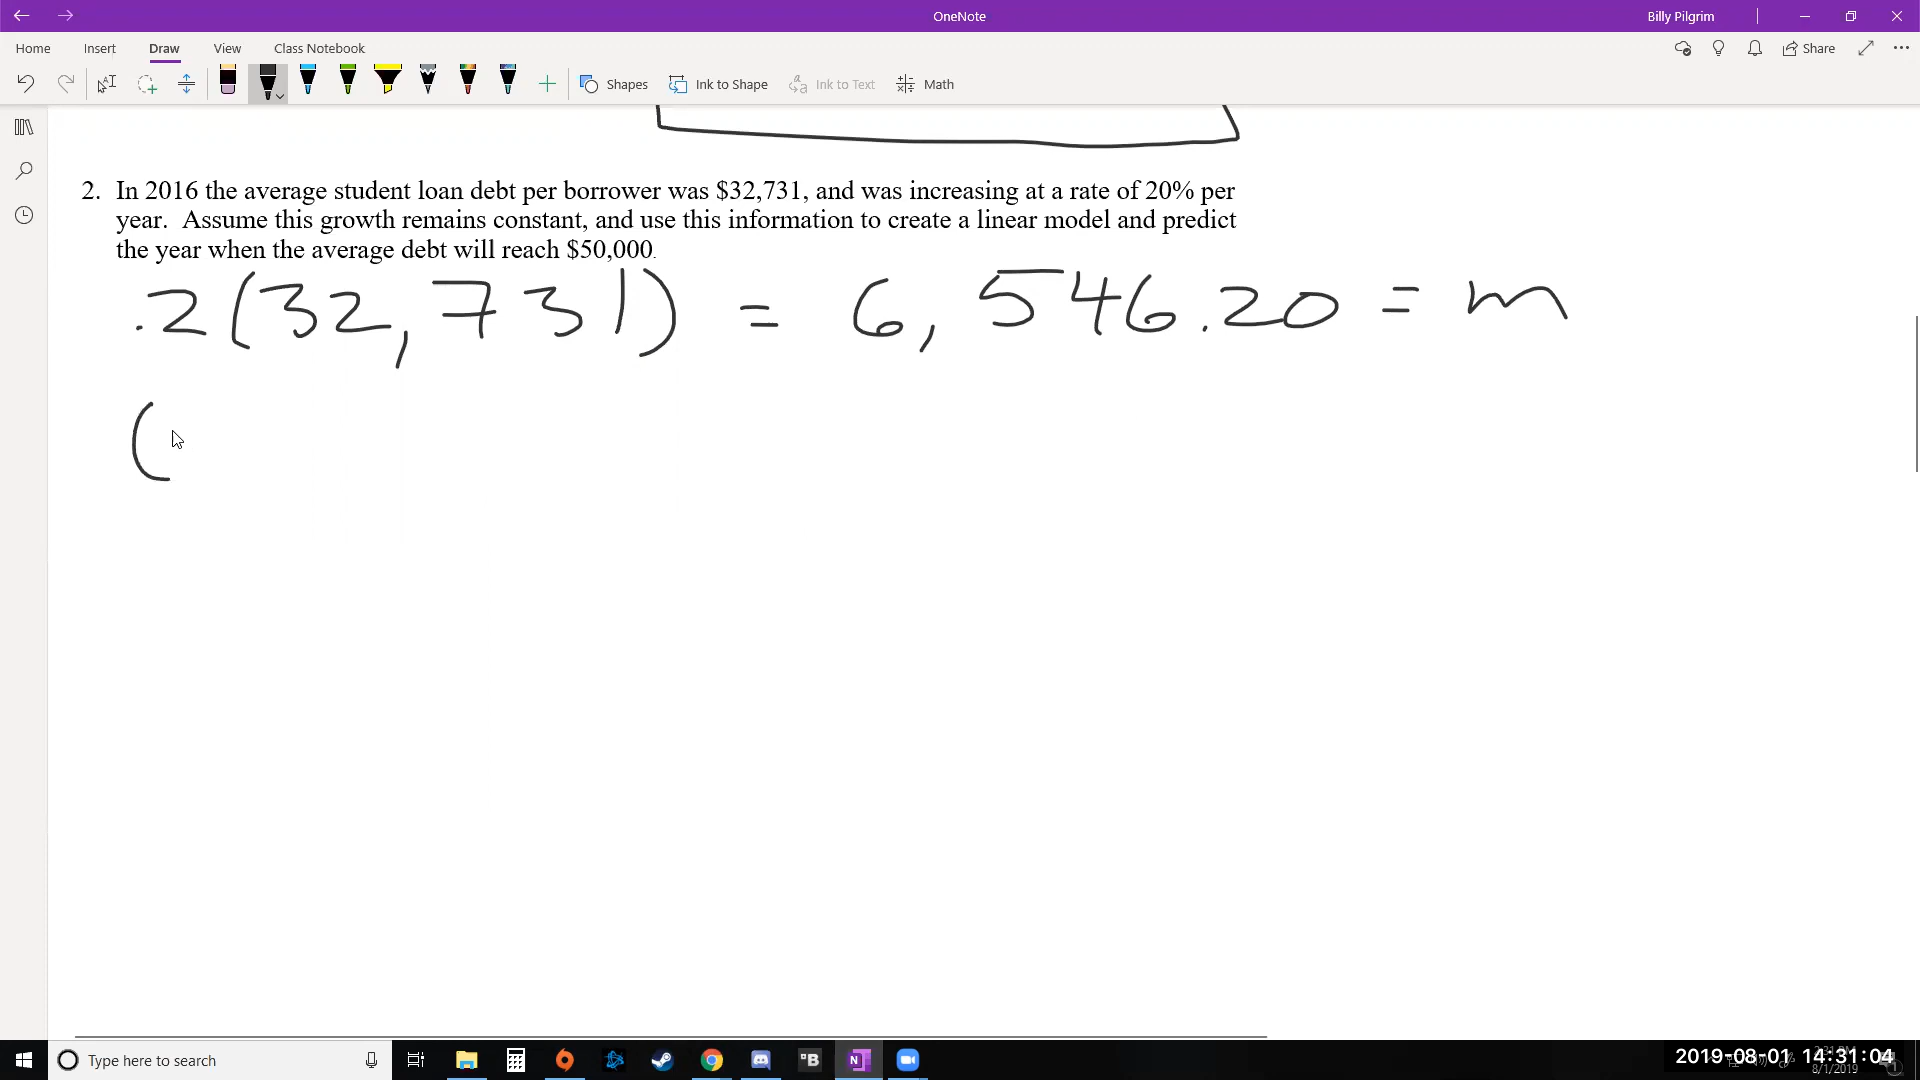 OneNote
Billy Pilgrim
Home Insert Draw View Class Notebook
Share
Shapes Ink to Shape Ink to Text Math
2. In 2016 the average student loan debt per borrower was $32,731, and was increasing at a rate of 20% per
year. Assume this growth remains constant, and use this information to create a linear model and predict
the year when the average debt will reach $50,000.
.2(32,731) = 6,546.20 = m
(
Type here to search
2019-08-01 14:31:04
8/1/2019